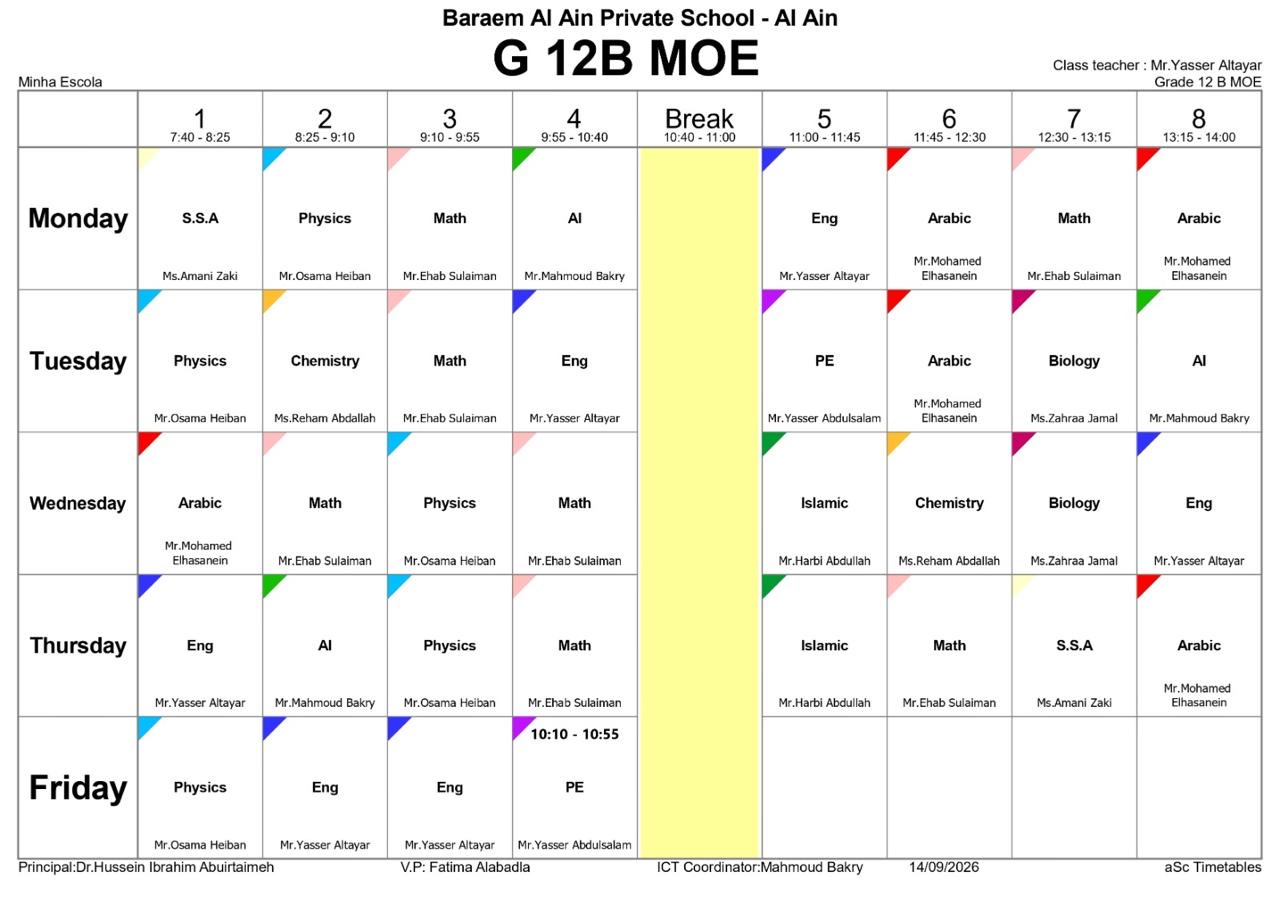 Baraem Al Ain Private School - Al Ain
G 12B MOE
Minha Escola
Class teacher : Mr.Yasser Altayar
Grade 12 B MOE
1 2 3 4 Break 5 6 7 8
7:40 - 8:25 8:25 - 9:10 9:10 - 9:55 9:55 - 10:40 10:40 - 11:00 11:00 - 11:45 11:45 - 12:30 12:30 - 13:15 13:15 - 14:00
Monday S.S.A Physics Math AI Eng Arabic Math Arabic
Ms.Amani Zaki Mr.Osama Heiban Mr.Ehab Sulaiman Mr.Mahmoud Bakry Mr.Yasser Altayar Mr.Mohamed Elhasanein Mr.Ehab Sulaiman Mr.Mohamed Elhasanein
Tuesday Physics Chemistry Math Eng PE Arabic Biology AI
Mr.Osama Heiban Ms.Reham Abdallah Mr.Ehab Sulaiman Mr.Yasser Altayar Mr.Yasser Abdulsalam Mr.Mohamed Elhasanein Ms.Zahraa Jamal Mr.Mahmoud Bakry
Wednesday Arabic Math Physics Math Islamic Chemistry Biology Eng
Mr.Mohamed Elhasanein Mr.Ehab Sulaiman Mr.Osama Heiban Mr.Ehab Sulaiman Mr.Harbi Abdullah Ms.Reham Abdallah Ms.Zahraa Jamal Mr.Yasser Altayar
Thursday Eng AI Physics Math Islamic Math S.S.A Arabic
Mr.Yasser Altayar Mr.Mahmoud Bakry Mr.Osama Heiban Mr.Ehab Sulaiman Mr.Harbi Abdullah Mr.Ehab Sulaiman Ms.Amani Zaki Mr.Mohamed Elhasanein
10:10 - 10:55
Friday Physics Eng Eng PE
Mr.Osama Heiban Mr.Yasser Altayar Mr.Yasser Altayar Mr.Yasser Abdulsalam
Principal:Dr.Hussein Ibrahim Abuirtaimeh V.P: Fatima Alabadla ICT Coordinator:Mahmoud Bakry 14/09/2026 aSc Timetables